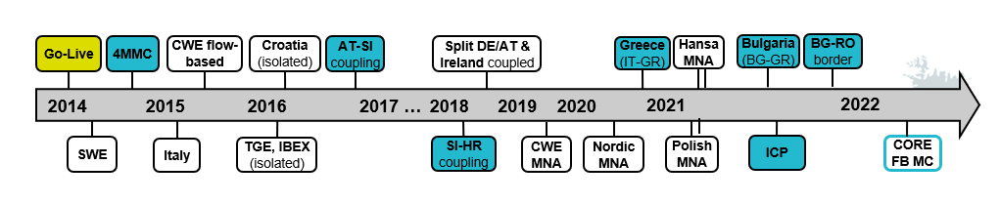 Go-Live
4MMC
CWE flow-
based
Croatia
(isolated)
AT-SI
coupling
Split DE/AT &
Ireland coupled
Greece
(IT-GR)
Hansa
MNA
Bulgaria
(BG-GR)
BG-RO
border
2014 2015 2016 2017 ... 2018 2019 2020 2021 2022
SWE
Italy
TGE, IBEX
(isolated)
SI-HR
coupling
CWE
MNA
Nordic
MNA
Polish
MNA
ICP
CORE
FB MC